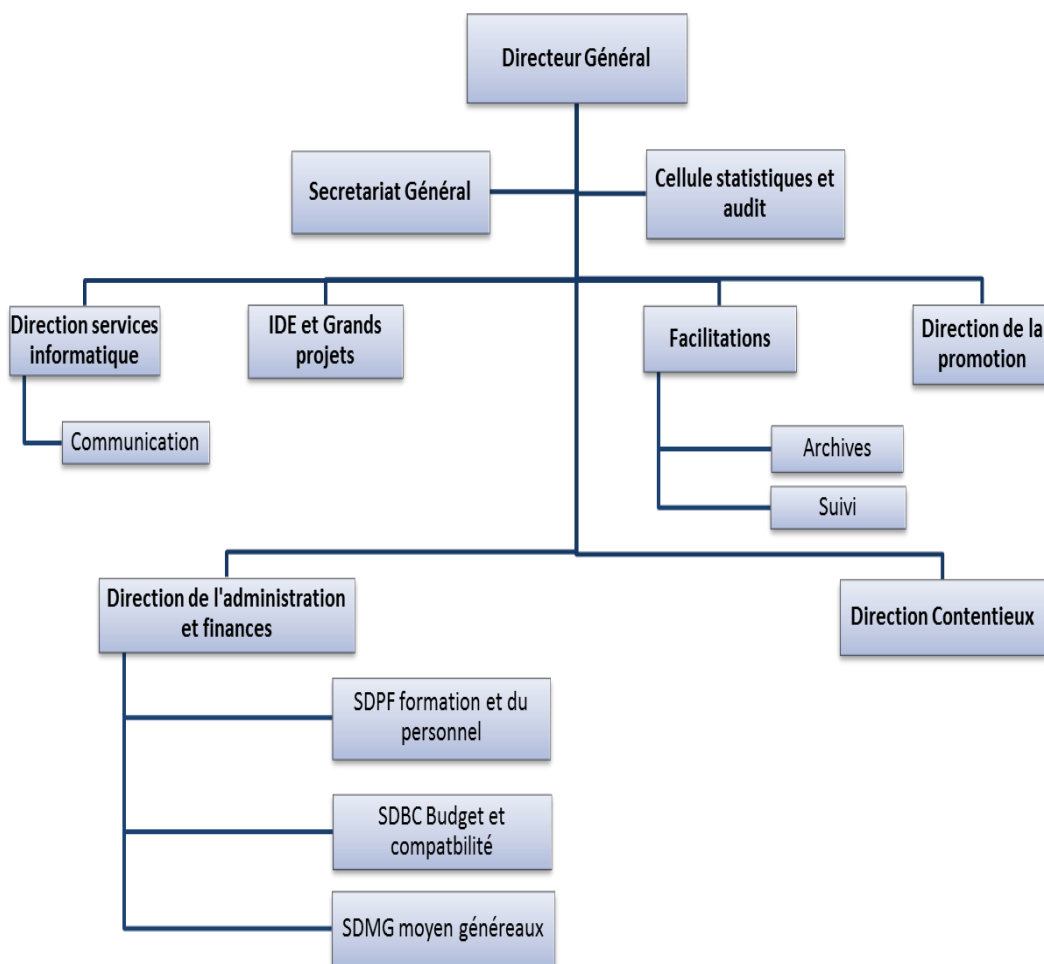 Directeur Général
Secretariat Général
Cellule statistiques et
audit
Direction services
informatique
IDE et Grands
projets
Facilitations
Direction de la
promotion
Communication
Archives
Suivi
Direction de l'administration
et finances
Direction Contentieux
SDPF formation et du
personnel
SDBC Budget et
compatbilité
SDMG moyen généreaux